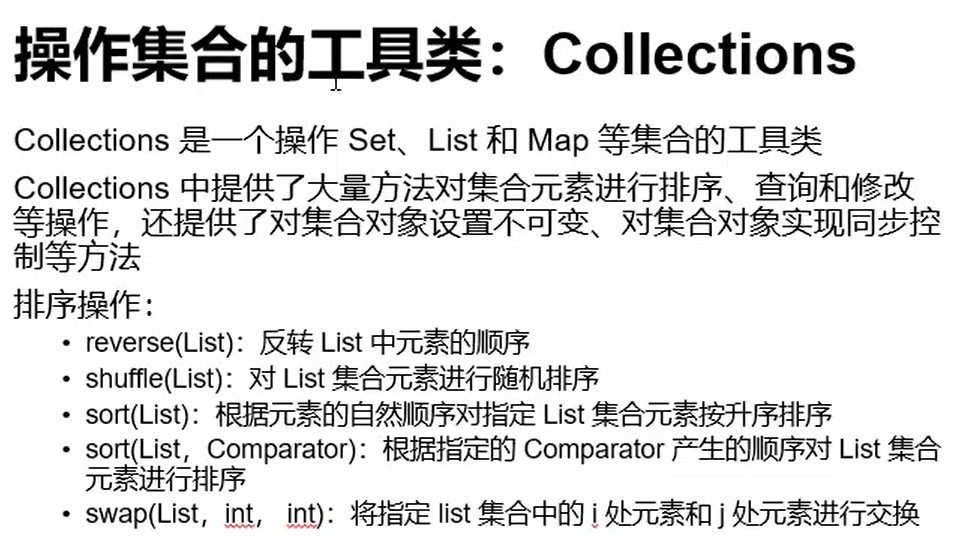 操作集合的工具类：Collections
Collections 是一个操作 Set、List 和 Map 等集合的工具类
Collections 中提供了大量方法对集合元素进行排序、查询和修改
等操作，还提供了对集合对象设置不可变、对集合对象实现同步控
制等方法
排序操作：
• reverse(List)：反转 List 中元素的顺序
• shuffle(List)：对 List 集合元素进行随机排序
• sort(List)：根据元素的自然顺序对指定 List 集合元素按升序排序
• sort(List，Comparator)：根据指定的 Comparator 产生的顺序对 List 集合
元素进行排序
• swap(List，int， int)：将指定 list 集合中的 i 处元素和 j 处元素进行交换